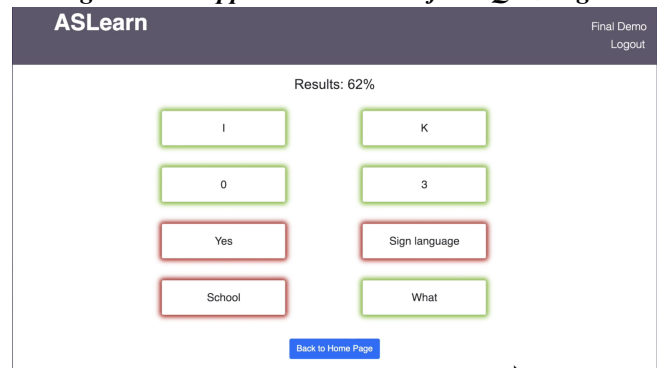 ASLearn
Final Demo
Logout
Results: 62%
I K
0 3
Yes Sign language
School What
Back to Home Page